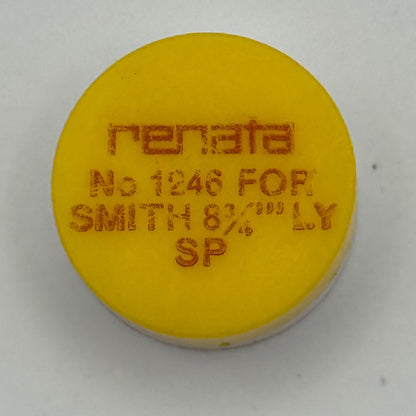 renata
No 1246 FOR
SMITH 8¾''' LY
SP